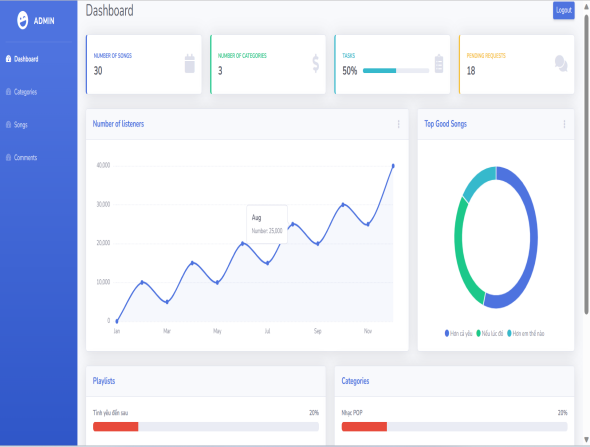 ADMIN
Dashboard
Categories
Songs
Comments
Dashboard
Logout
NUMBER OF SONGS
30
NUMBER OF CATEGORIES
3
TASKS
50%
PENDING REQUESTS
18
Number of listeners
40,000
30,000
20,000
10,000
0
Jan
Mar
May
Jul
Sep
Nov
Aug
Number: 25,000
Top Good Songs
Hơn cả yêu
Nếu lúc đó
Hơn em thế nào
Playlists
Tình yêu đến sau
20%
Categories
Nhạc POP
20%